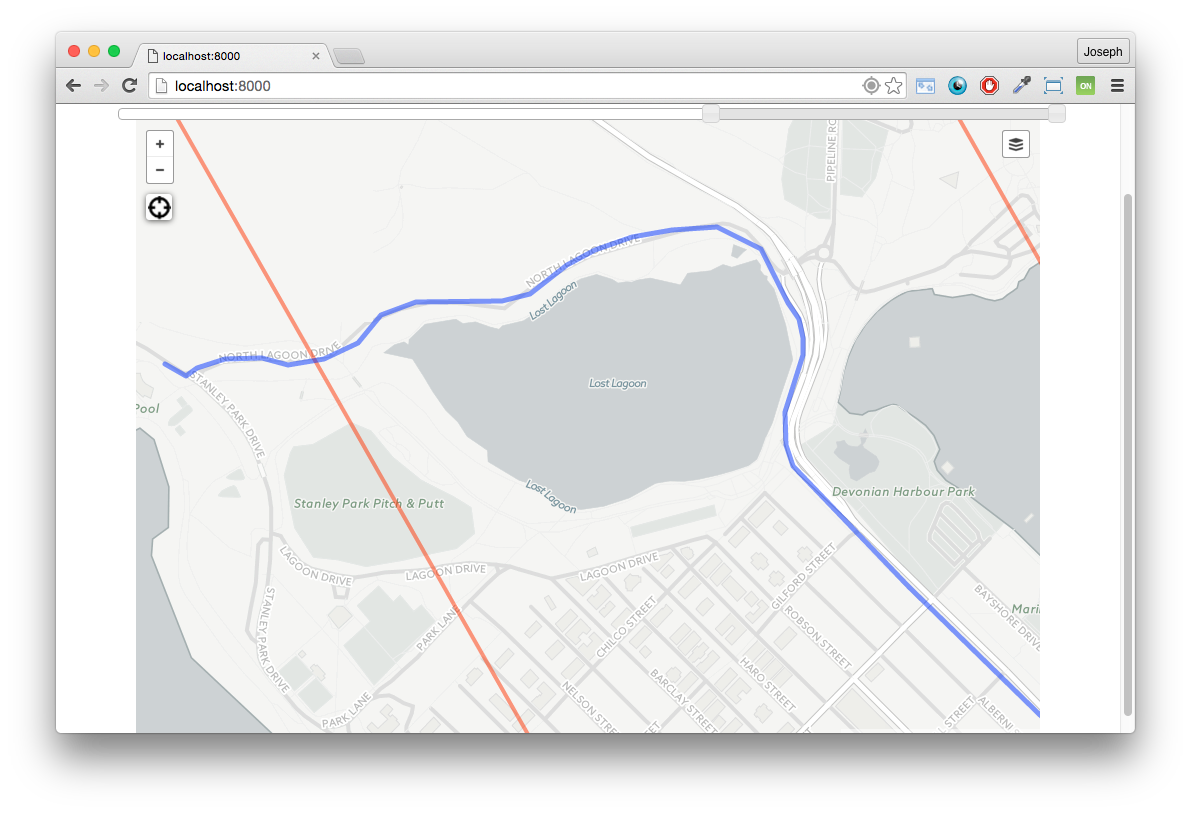 localhost:8000
Joseph
localhost:8000
ON
+
−
PIPELINE RO
NORTH LAGOON DRIVE
Lost Lagoon
NORTH LAGOON DRIVE
STANLEY PARK DRIVE
Lost Lagoon
Pool
Stanley Park Pitch & Putt
Lost Lagoon
Devonian Harbour Park
LAGOON DRIVE
LAGOON DRIVE
LAGOON DRIVE
GILFORD STREET
BAYSHORE DRIVE
Mari
STANLEY PARK DRIVE
PARK LANE
CHILCO STREET
ROBSON STREET
HARO STREET
BARCLAY STREET
NELSON STR
PARK LANE
STREET
ALBERNI